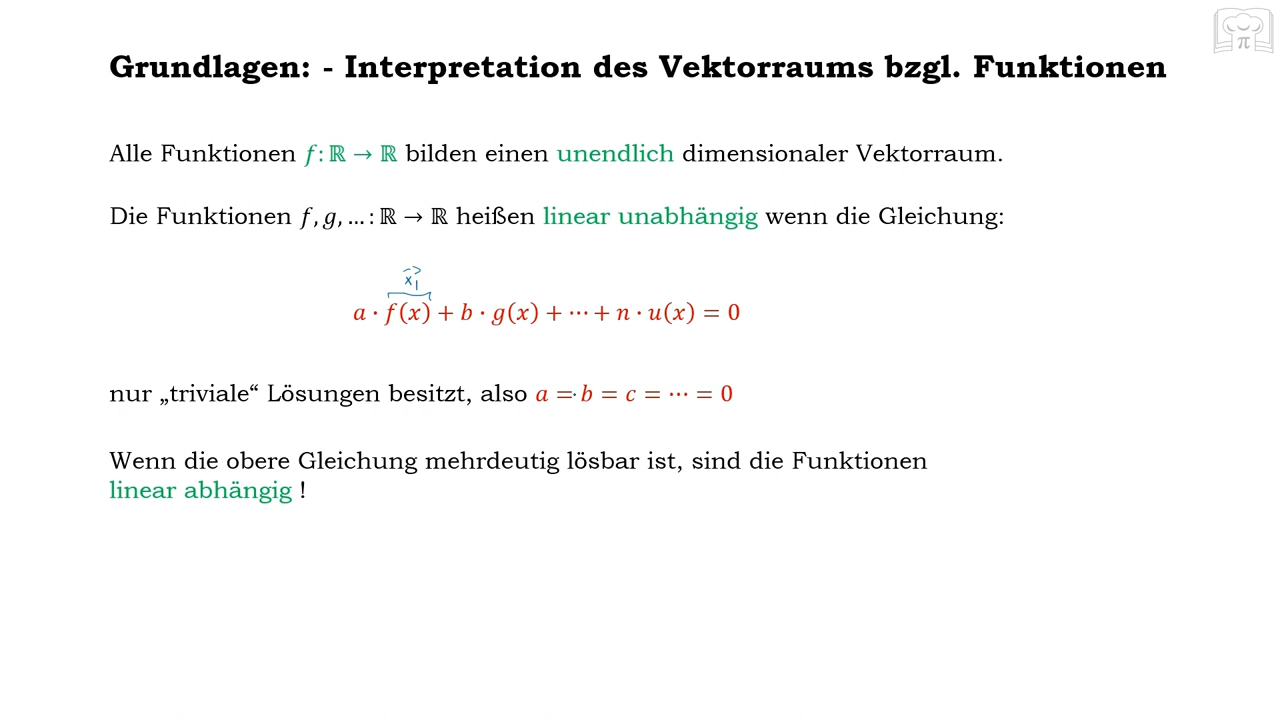 Grundlagen: - Interpretation des Vektorraums bzgl. Funktionen
Alle Funktionen f: ℝ → ℝ bilden einen unendlich dimensionaler Vektorraum.
Die Funktionen f, g, … : ℝ → ℝ heißen linear unabhängig wenn die Gleichung:
x₁
a · f(x) + b · g(x) + ⋯ + n · u(x) = 0
nur „triviale“ Lösungen besitzt, also a = b = c = ⋯ = 0
Wenn die obere Gleichung mehrdeutig lösbar ist, sind die Funktionen
linear abhängig !
π